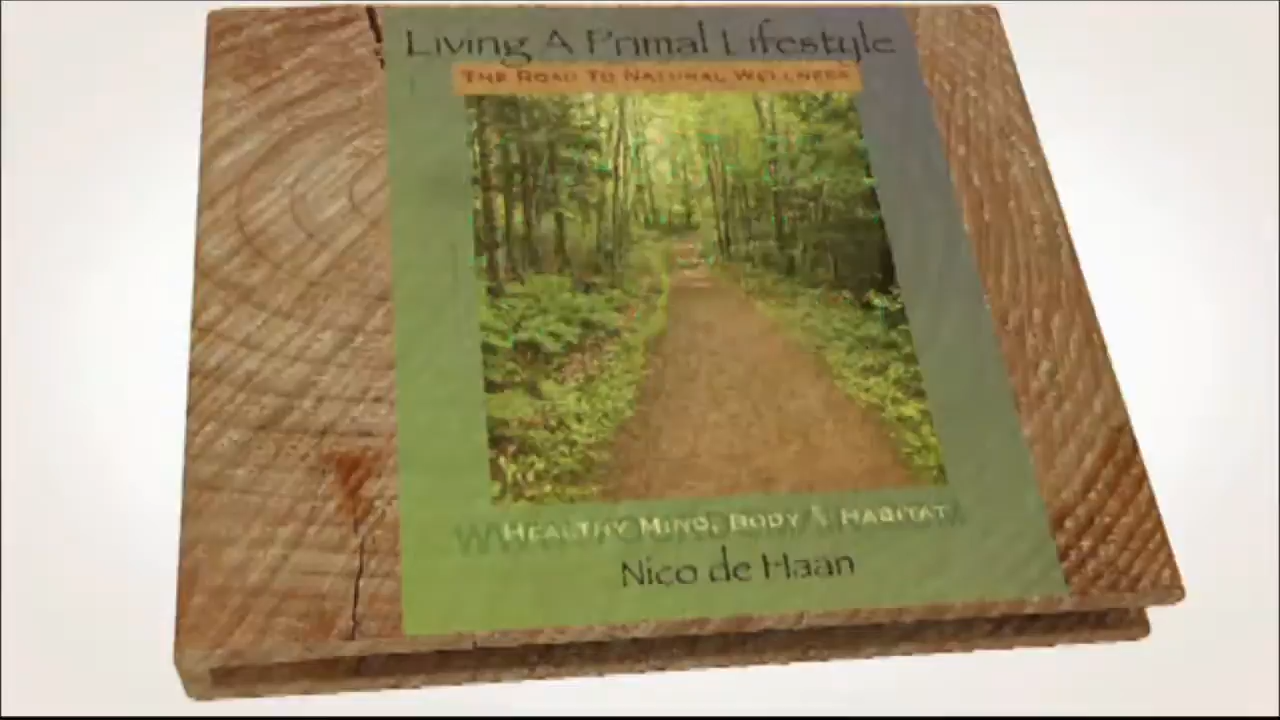 Living A Primal Lifestyle
The Road To Natural Wellness
Healthy Mind, Body & Habitat
Nico de Haan